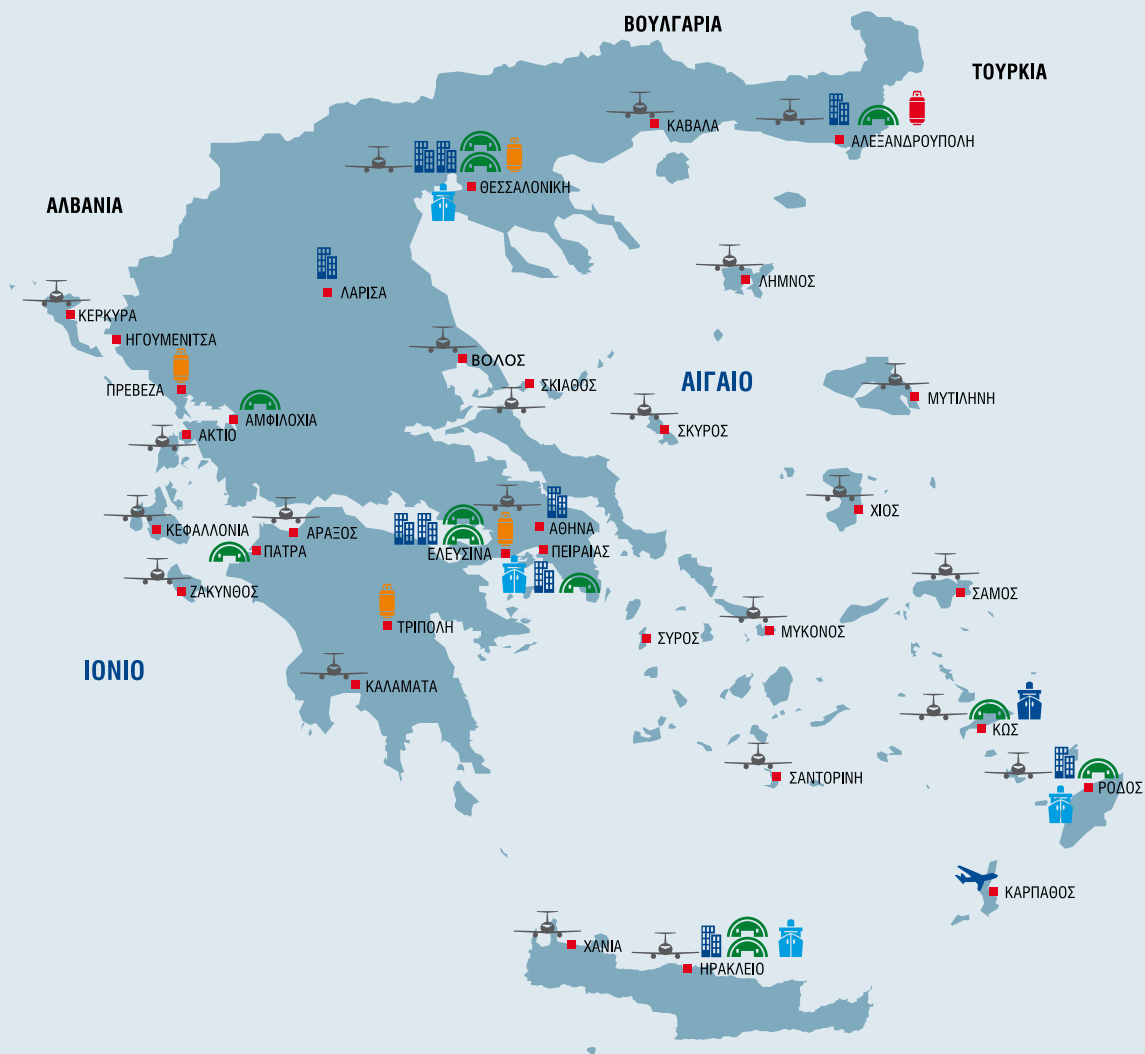 ΒΟΥΛΓΑΡΙΑ
ΤΟΥΡΚΙΑ
ΚΑΒΑΛΑ
ΑΛΕΞΑΝΔΡΟΥΠΟΛΗ
ΘΕΣΣΑΛΟΝΙΚΗ
ΑΛΒΑΝΙΑ
ΛΑΡΙΣΑ
ΛΗΜΝΟΣ
ΚΕΡΚΥΡΑ
ΗΓΟΥΜΕΝΙΤΣΑ
ΒΟΛΟΣ
ΠΡΕΒΕΖΑ
ΣΚΙΑΘΟΣ
ΑΙΓΑΙΟ
ΜΥΤΙΛΗΝΗ
ΑΜΦΙΛΟΧΙΑ
ΑΚΤΙΟ
ΣΚΥΡΟΣ
ΧΙΟΣ
ΚΕΦΑΛΛΟΝΙΑ
ΑΡΑΞΟΣ
ΑΘΗΝΑ
ΠΑΤΡΑ
ΕΛΕΥΣΙΝΑ
ΠΕΙΡΑΙΑΣ
ΖΑΚΥΝΘΟΣ
ΣΑΜΟΣ
ΤΡΙΠΟΛΗ
ΣΥΡΟΣ
ΜΥΚΟΝΟΣ
ΙΟΝΙΟ
ΚΑΛΑΜΑΤΑ
ΚΩΣ
ΣΑΝΤΟΡΙΝΗ
ΡΟΔΟΣ
ΚΑΡΠΑΘΟΣ
ΧΑΝΙΑ
ΗΡΑΚΛΕΙΟ